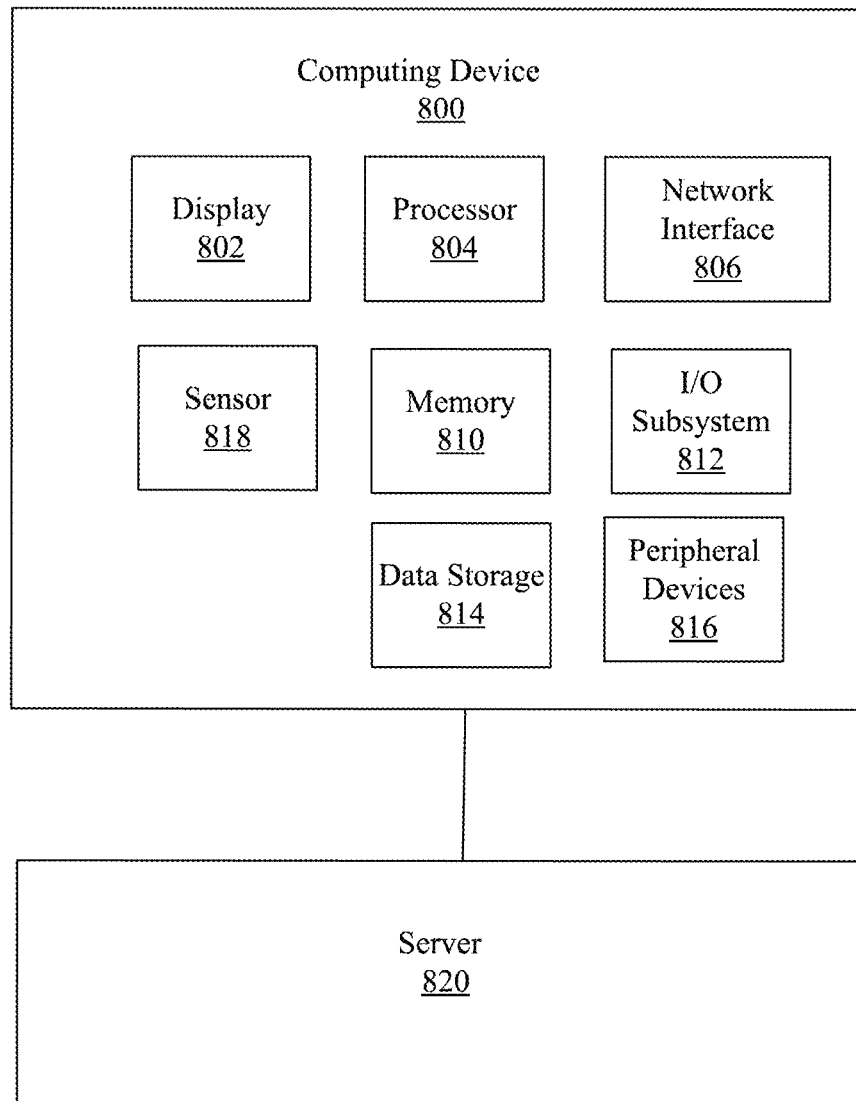 Computing Device
800
Display
802
Processor
804
Network
Interface
806
Sensor
818
Memory
810
I/O
Subsystem
812
Data Storage
814
Peripheral
Devices
816
Server
820